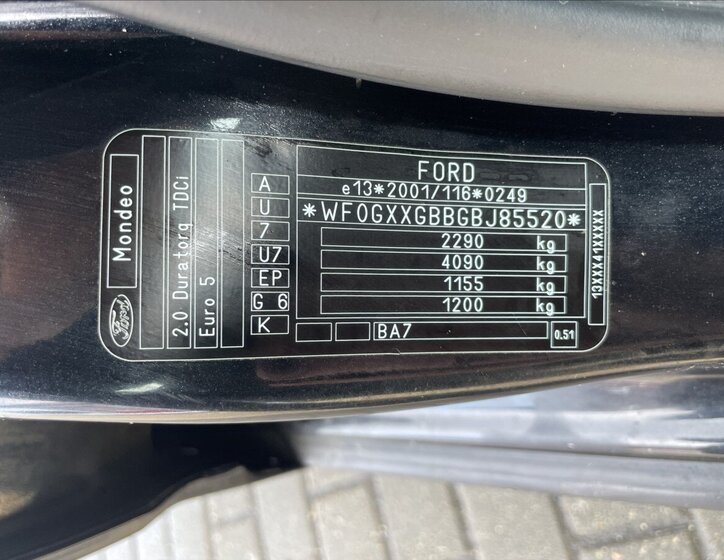 FORD
e13*2001/116*0249
*WF0GXXGBBGBJ85520*
2290 kg
4090 kg
1155 kg
1200 kg
BA7
0.51
A
U
7
U7
EP
G 6
K
Mondeo
Ford
2.0 Duratorq TDCi
Euro 5
13XXX41XXXXX